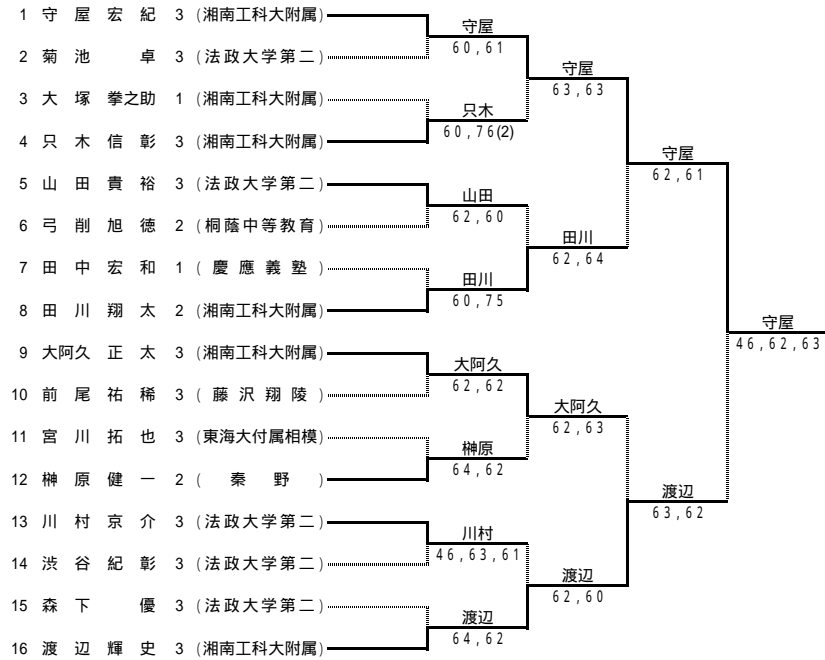 1 守屋宏紀 3 (湘南工科大附属)
2 菊池 卓 3 (法政大学第二)
3 大塚拳之助 1 (湘南工科大附属)
4 只木信彰 3 (湘南工科大附属)
5 山田貴裕 3 (法政大学第二)
6 弓削旭徳 2 (桐蔭中等教育)
7 田中宏和 1 (慶應義塾)
8 田川翔太 2 (湘南工科大附属)
9 大阿久 正太 3 (湘南工科大附属)
10 前尾祐稀 3 (藤沢翔陵)
11 宮川拓也 3 (東海大付属相模)
12 榊原健一 2 (秦野)
13 川村京介 3 (法政大学第二)
14 渋谷紀彰 3 (法政大学第二)
15 森下 優 3 (法政大学第二)
16 渡辺輝史 3 (湘南工科大附属)
守屋
60,61
只木
60,76(2)
山田
62,60
田川
60,75
大阿久
62,62
榊原
64,62
川村
46,63,61
渡辺
64,62
守屋
63,63
田川
62,64
大阿久
62,63
渡辺
62,60
守屋
62,61
渡辺
63,62
守屋
46,62,63